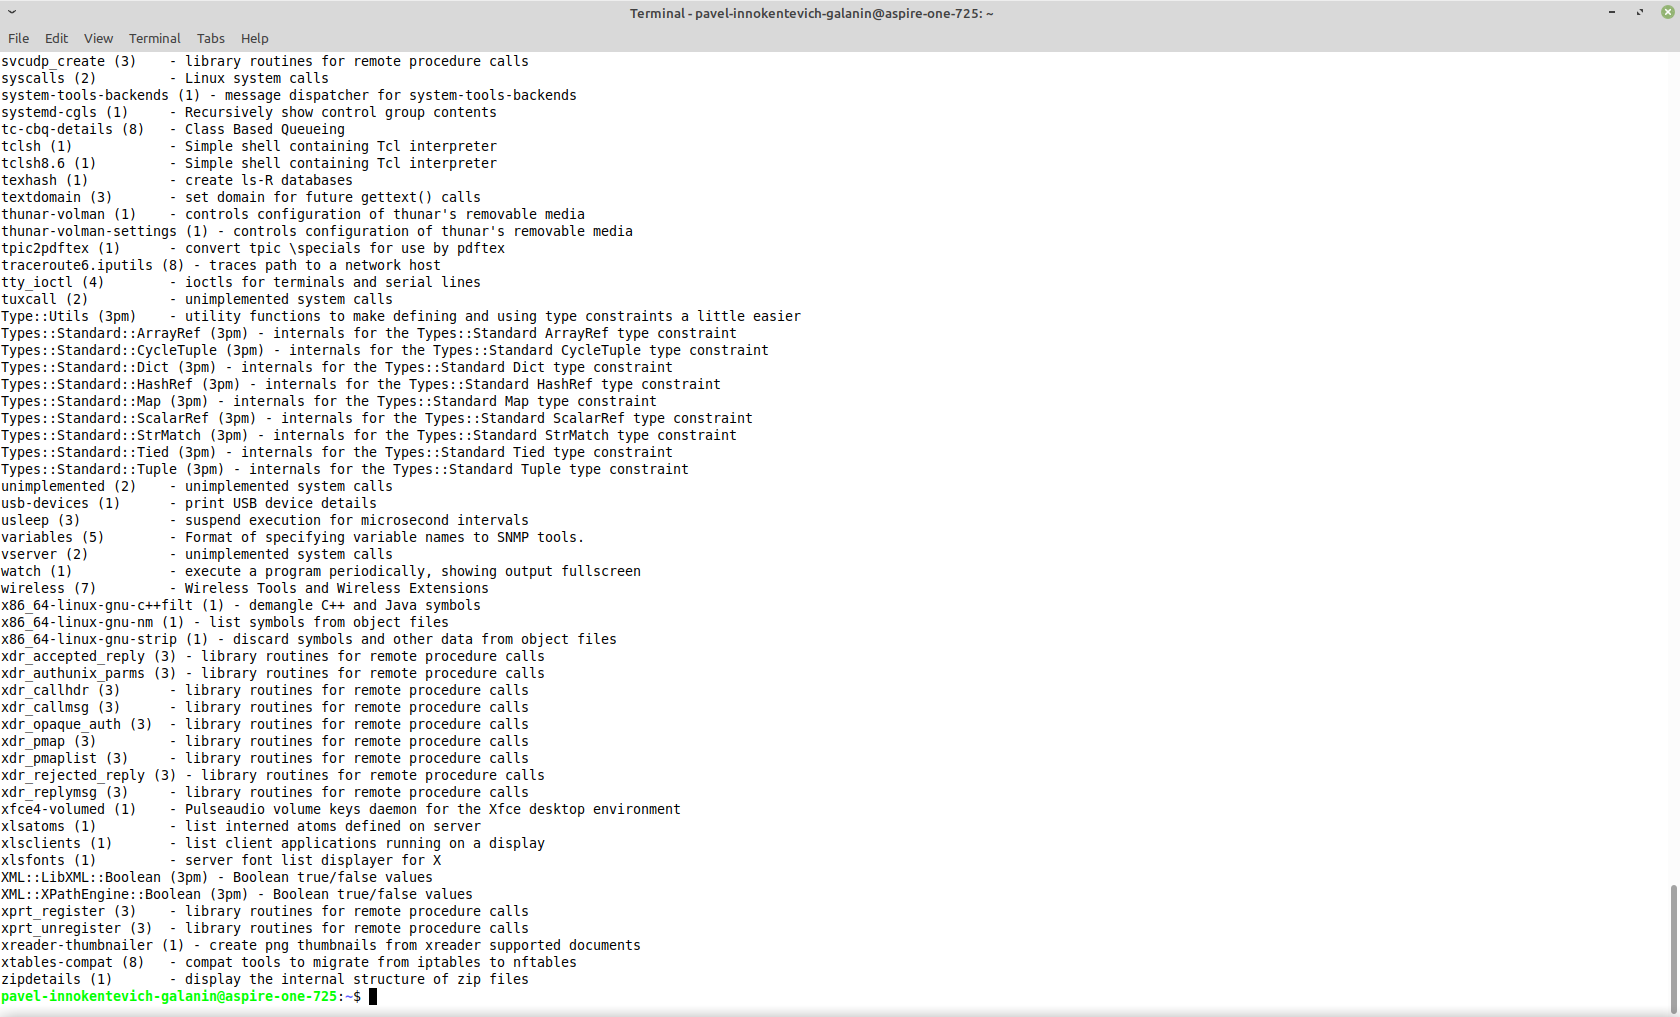 Terminal - pavel-innokentevich-galanin@aspire-one-725: ~
File Edit View Terminal Tabs Help
svcudp_create (3)    - library routines for remote procedure calls
syscalls (2)         - Linux system calls
system-tools-backends (1) - message dispatcher for system-tools-backends
systemd-cgls (1)     - Recursively show control group contents
tc-cbq-details (8)   - Class Based Queueing
tclsh (1)            - Simple shell containing Tcl interpreter
tclsh8.6 (1)         - Simple shell containing Tcl interpreter
texhash (1)          - create ls-R databases
textdomain (3)       - set domain for future gettext() calls
thunar-volman (1)    - controls configuration of thunar's removable media
thunar-volman-settings (1) - controls configuration of thunar's removable media
tpic2pdftex (1)      - convert tpic \specials for use by pdftex
traceroute6.iputils (8) - traces path to a network host
tty_ioctl (4)        - ioctls for terminals and serial lines
tuxcall (2)          - unimplemented system calls
Type::Utils (3pm)    - utility functions to make defining and using type constraints a little easier
Types::Standard::ArrayRef (3pm) - internals for the Types::Standard ArrayRef type constraint
Types::Standard::CycleTuple (3pm) - internals for the Types::Standard CycleTuple type constraint
Types::Standard::Dict (3pm) - internals for the Types::Standard Dict type constraint
Types::Standard::HashRef (3pm) - internals for the Types::Standard HashRef type constraint
Types::Standard::Map (3pm) - internals for the Types::Standard Map type constraint
Types::Standard::ScalarRef (3pm) - internals for the Types::Standard ScalarRef type constraint
Types::Standard::StrMatch (3pm) - internals for the Types::Standard StrMatch type constraint
Types::Standard::Tied (3pm) - internals for the Types::Standard Tied type constraint
Types::Standard::Tuple (3pm) - internals for the Types::Standard Tuple type constraint
unimplemented (2)    - unimplemented system calls
usb-devices (1)      - print USB device details
usleep (3)           - suspend execution for microsecond intervals
variables (5)        - Format of specifying variable names to SNMP tools.
vserver (2)          - unimplemented system calls
watch (1)            - execute a program periodically, showing output fullscreen
wireless (7)         - Wireless Tools and Wireless Extensions
x86_64-linux-gnu-c++filt (1) - demangle C++ and Java symbols
x86_64-linux-gnu-nm (1) - list symbols from object files
x86_64-linux-gnu-strip (1) - discard symbols and other data from object files
xdr_accepted_reply (3) - library routines for remote procedure calls
xdr_authunix_parms (3) - library routines for remote procedure calls
xdr_callhdr (3)      - library routines for remote procedure calls
xdr_callmsg (3)      - library routines for remote procedure calls
xdr_opaque_auth (3)  - library routines for remote procedure calls
xdr_pmap (3)         - library routines for remote procedure calls
xdr_pmaplist (3)     - library routines for remote procedure calls
xdr_rejected_reply (3) - library routines for remote procedure calls
xdr_replymsg (3)     - library routines for remote procedure calls
xfce4-volumed (1)    - Pulseaudio volume keys daemon for the Xfce desktop environment
xlsatoms (1)         - list interned atoms defined on server
xlsclients (1)       - list client applications running on a display
xlsfonts (1)         - server font list displayer for X
XML::LibXML::Boolean (3pm) - Boolean true/false values
XML::XPathEngine::Boolean (3pm) - Boolean true/false values
xprt_register (3)    - library routines for remote procedure calls
xprt_unregister (3)  - library routines for remote procedure calls
xreader-thumbnailer (1) - create png thumbnails from xreader supported documents
xtables-compat (8)   - compat tools to migrate from iptables to nftables
zipdetails (1)       - display the internal structure of zip files
pavel-innokentevich-galanin@aspire-one-725:~$